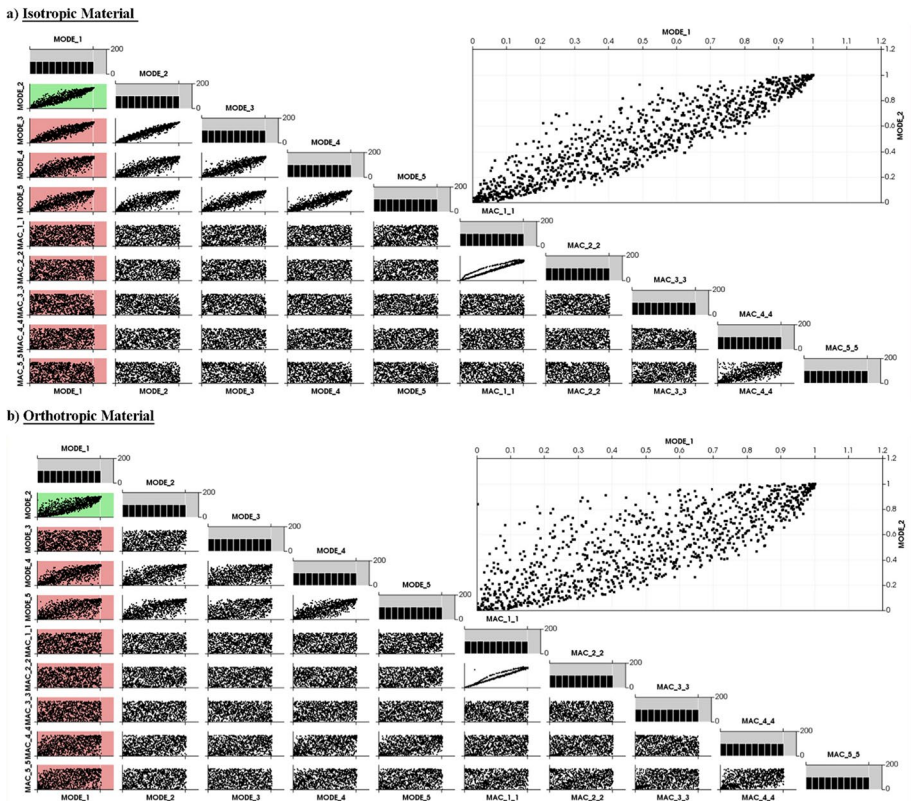 a) Isotropic Material
MODE_1
200
0
MODE_2
MODE_2
200
0
MODE_3
MODE_3
200
0
MODE_4
MODE_4
200
0
MODE_5
MODE_5
200
0
MAC_1_1
MAC_1_1
200
0
MAC_2_2
MAC_2_2
200
0
MAC_3_3
MAC_3_3
200
0
MAC_4_4
MAC_4_4
200
0
MAC_5_5
MAC_5_5
200
0
MODE_1 MODE_2 MODE_3 MODE_4 MODE_5 MAC_1_1 MAC_2_2 MAC_3_3 MAC_4_4
MODE_1
0 0.1 0.2 0.3 0.4 0.5 0.6 0.7 0.8 0.9 1 1.1 1.2
1.2
1
0.8
0.6
0.4
0.2
0
MODE_2
b) Orthotropic Material
MODE_1
200
0
MODE_2
MODE_2
200
0
MODE_3
MODE_3
200
0
MODE_4
MODE_4
200
0
MODE_5
MODE_5
200
0
MAC_1_1
MAC_1_1
200
0
MAC_2_2
MAC_2_2
200
0
MAC_3_3
MAC_3_3
200
0
MAC_4_4
MAC_4_4
200
0
MAC_5_5
MAC_5_5
200
0
MODE_1 MODE_2 MODE_3 MODE_4 MODE_5 MAC_1_1 MAC_2_2 MAC_3_3 MAC_4_4
MODE_1
0 0.1 0.2 0.3 0.4 0.5 0.6 0.7 0.8 0.9 1 1.1 1.2
1.2
1
0.8
0.6
0.4
0.2
0
MODE_2